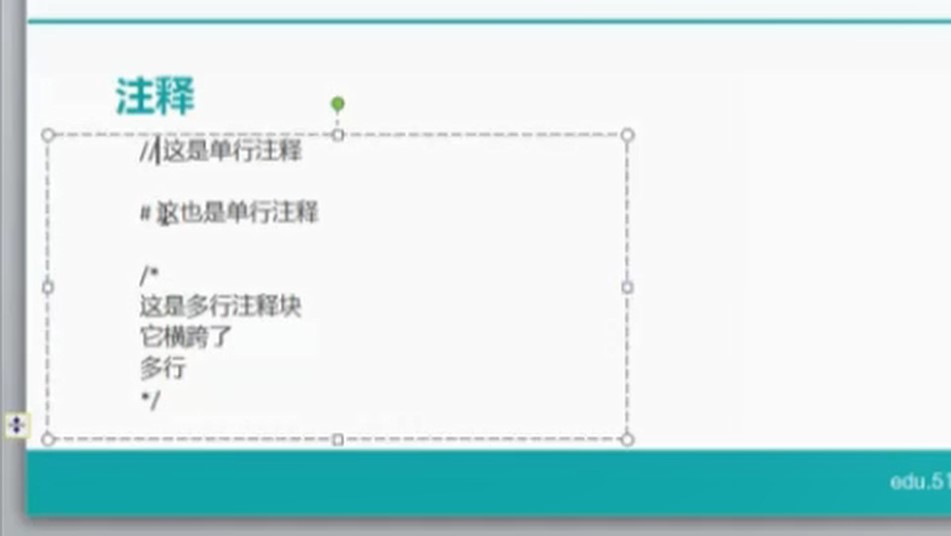 注释
// 这是单行注释
# 这也是单行注释
/*
这是多行注释块
它横跨了
多行
*/
edu.51